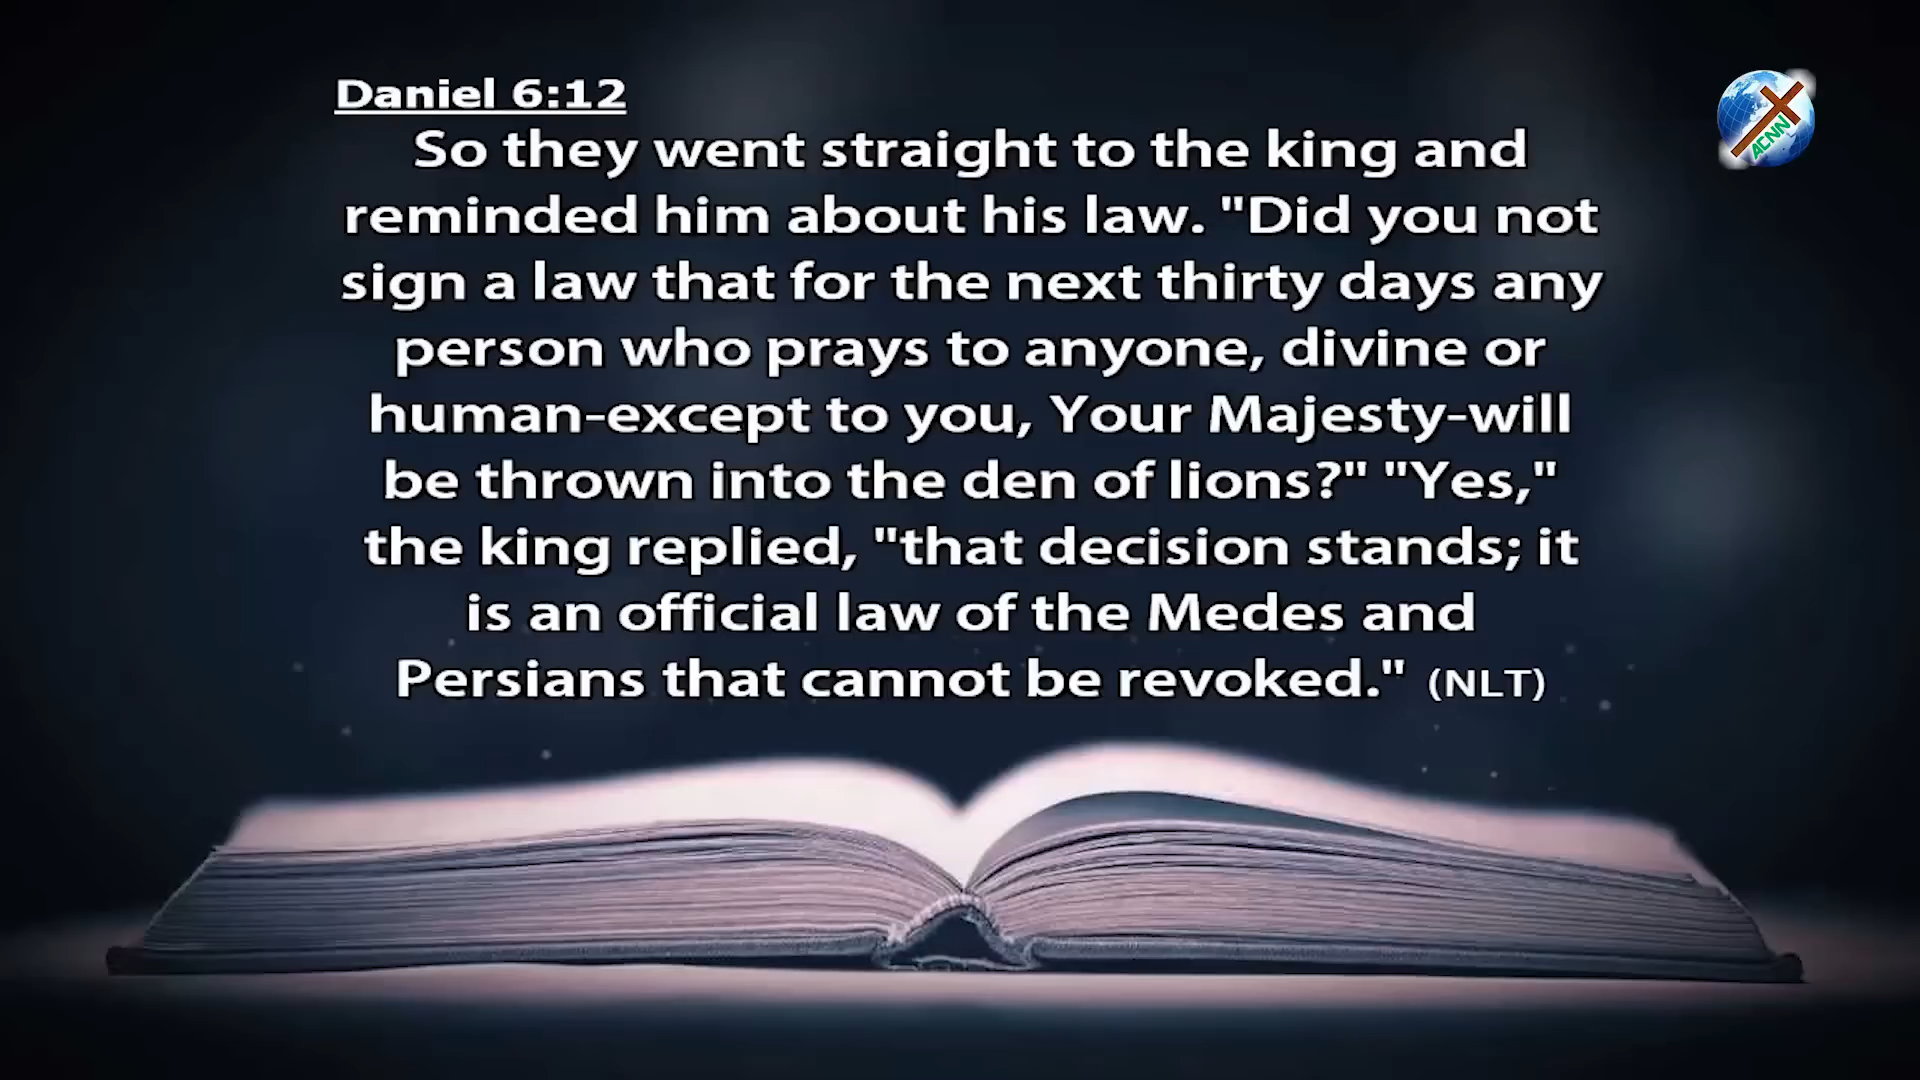 Daniel 6:12
So they went straight to the king and
reminded him about his law. "Did you not
sign a law that for the next thirty days any
person who prays to anyone, divine or
human-except to you, Your Majesty-will
be thrown into the den of lions?" "Yes,"
the king replied, "that decision stands; it
is an official law of the Medes and
Persians that cannot be revoked." (NLT)
ACNN